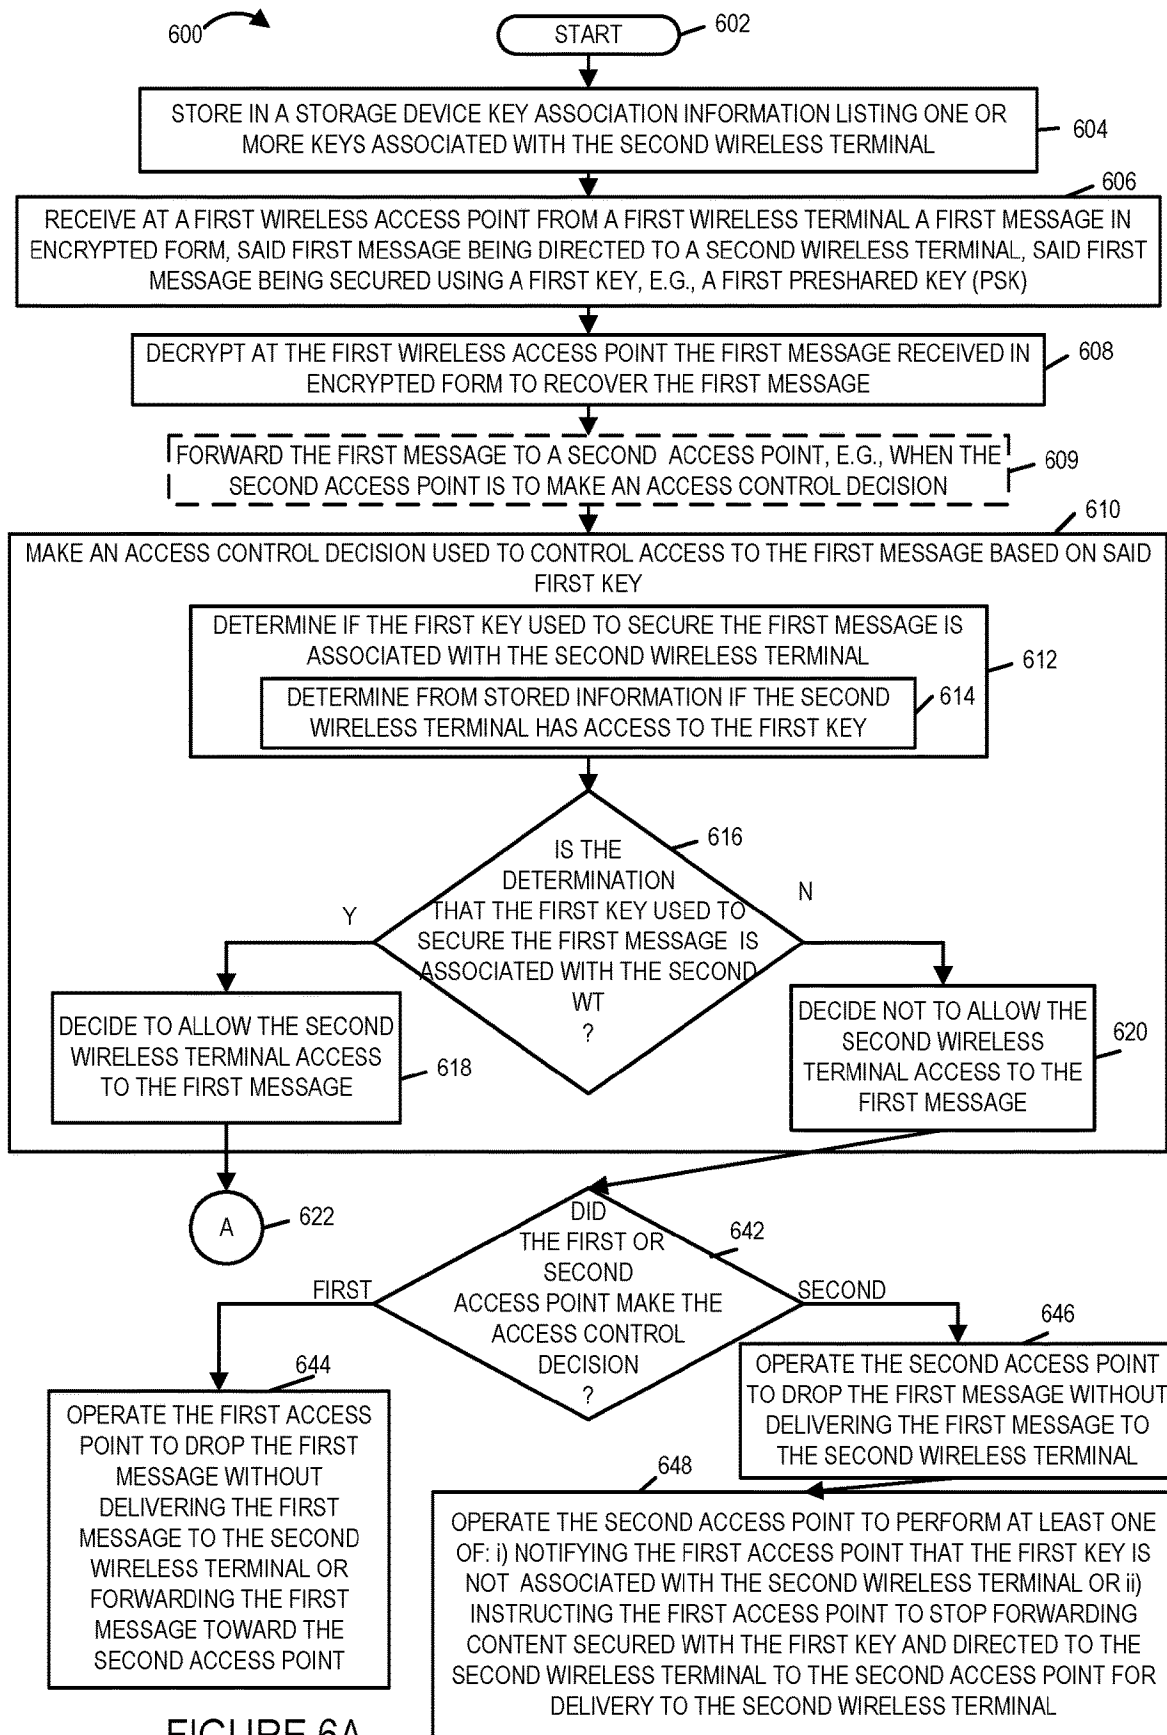 600
START
602
STORE IN A STORAGE DEVICE KEY ASSOCIATION INFORMATION LISTING ONE OR
MORE KEYS ASSOCIATED WITH THE SECOND WIRELESS TERMINAL
604
606
RECEIVE AT A FIRST WIRELESS ACCESS POINT FROM A FIRST WIRELESS TERMINAL A FIRST MESSAGE IN
ENCRYPTED FORM, SAID FIRST MESSAGE BEING DIRECTED TO A SECOND WIRELESS TERMINAL, SAID FIRST
MESSAGE BEING SECURED USING A FIRST KEY, E.G., A FIRST PRESHARED KEY (PSK)
DECRYPT AT THE FIRST WIRELESS ACCESS POINT THE FIRST MESSAGE RECEIVED IN
ENCRYPTED FORM TO RECOVER THE FIRST MESSAGE
608
FORWARD THE FIRST MESSAGE TO A SECOND ACCESS POINT, E.G., WHEN THE
SECOND ACCESS POINT IS TO MAKE AN ACCESS CONTROL DECISION
609
610
MAKE AN ACCESS CONTROL DECISION USED TO CONTROL ACCESS TO THE FIRST MESSAGE BASED ON SAID
FIRST KEY
DETERMINE IF THE FIRST KEY USED TO SECURE THE FIRST MESSAGE IS
ASSOCIATED WITH THE SECOND WIRELESS TERMINAL
612
DETERMINE FROM STORED INFORMATION IF THE SECOND
WIRELESS TERMINAL HAS ACCESS TO THE FIRST KEY
614
616
IS THE
DETERMINATION
THAT THE FIRST KEY USED TO
SECURE THE FIRST MESSAGE IS
ASSOCIATED WITH THE SECOND
WT
?
Y
N
DECIDE TO ALLOW THE SECOND
WIRELESS TERMINAL ACCESS
TO THE FIRST MESSAGE
618
DECIDE NOT TO ALLOW THE
SECOND WIRELESS
TERMINAL ACCESS TO THE
FIRST MESSAGE
620
A
622
DID
THE FIRST OR
SECOND
ACCESS POINT MAKE THE
ACCESS CONTROL
DECISION
?
642
FIRST
SECOND
644
OPERATE THE FIRST ACCESS
POINT TO DROP THE FIRST
MESSAGE WITHOUT
DELIVERING THE FIRST
MESSAGE TO THE SECOND
WIRELESS TERMINAL OR
FORWARDING THE FIRST
MESSAGE TOWARD THE
SECOND ACCESS POINT
646
OPERATE THE SECOND ACCESS POINT
TO DROP THE FIRST MESSAGE WITHOUT
DELIVERING THE FIRST MESSAGE TO
THE SECOND WIRELESS TERMINAL
648
OPERATE THE SECOND ACCESS POINT TO PERFORM AT LEAST ONE
OF: i) NOTIFYING THE FIRST ACCESS POINT THAT THE FIRST KEY IS
NOT ASSOCIATED WITH THE SECOND WIRELESS TERMINAL OR ii)
INSTRUCTING THE FIRST ACCESS POINT TO STOP FORWARDING
CONTENT SECURED WITH THE FIRST KEY AND DIRECTED TO THE
SECOND WIRELESS TERMINAL TO THE SECOND ACCESS POINT FOR
DELIVERY TO THE SECOND WIRELESS TERMINAL
FIGURE 6A